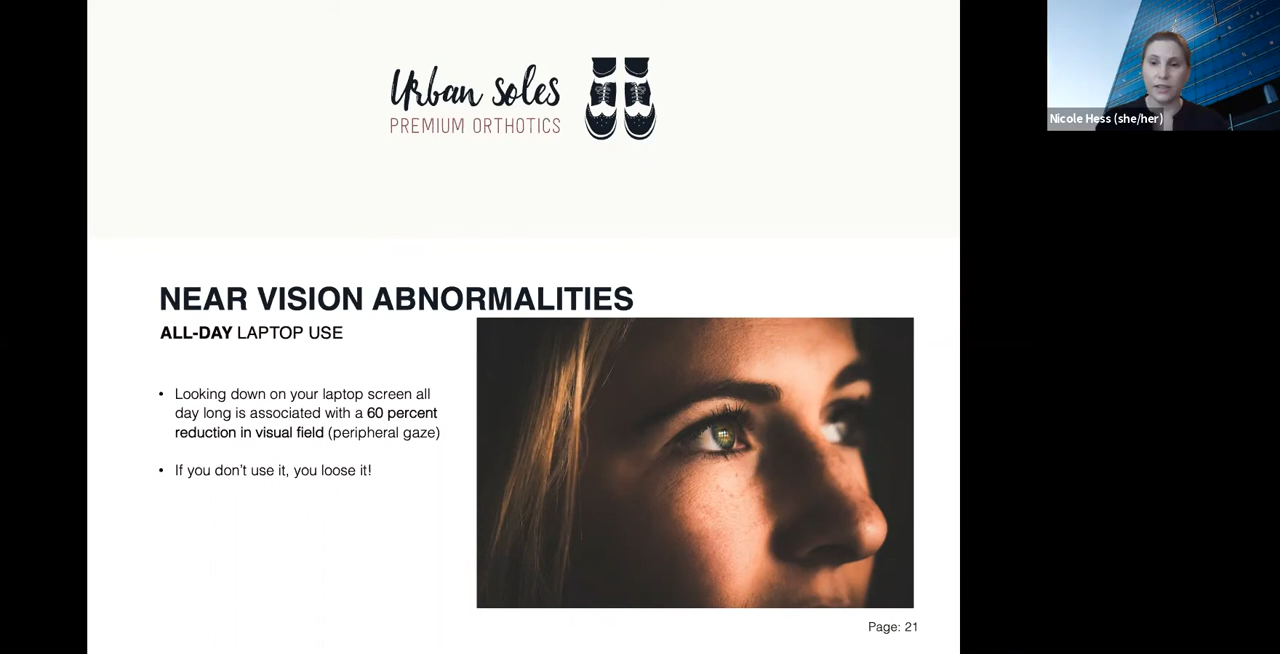 Urban soles
PREMIUM ORTHOTICS
Nicole Hess (she/her)
NEAR VISION ABNORMALITIES
ALL-DAY LAPTOP USE
• Looking down on your laptop screen all
day long is associated with a 60 percent
reduction in visual field (peripheral gaze)
• If you don't use it, you loose it!
Page: 21